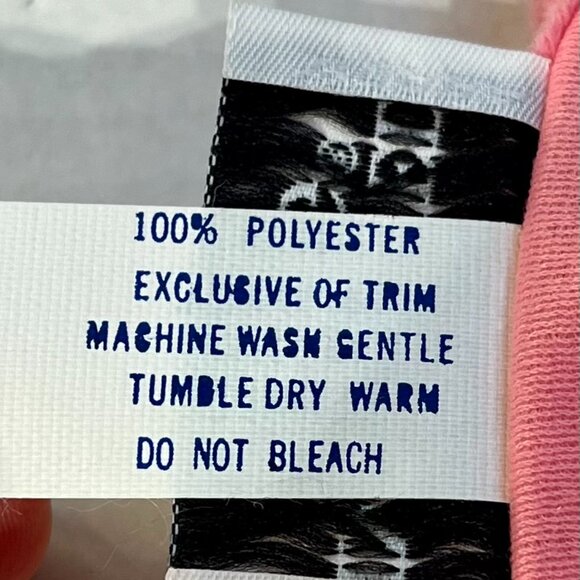 100% POLYESTER
EXCLUSIVE OF TRIM
MACHINE WASH GENTLE
TUMBLE DRY WARM
DO NOT BLEACH